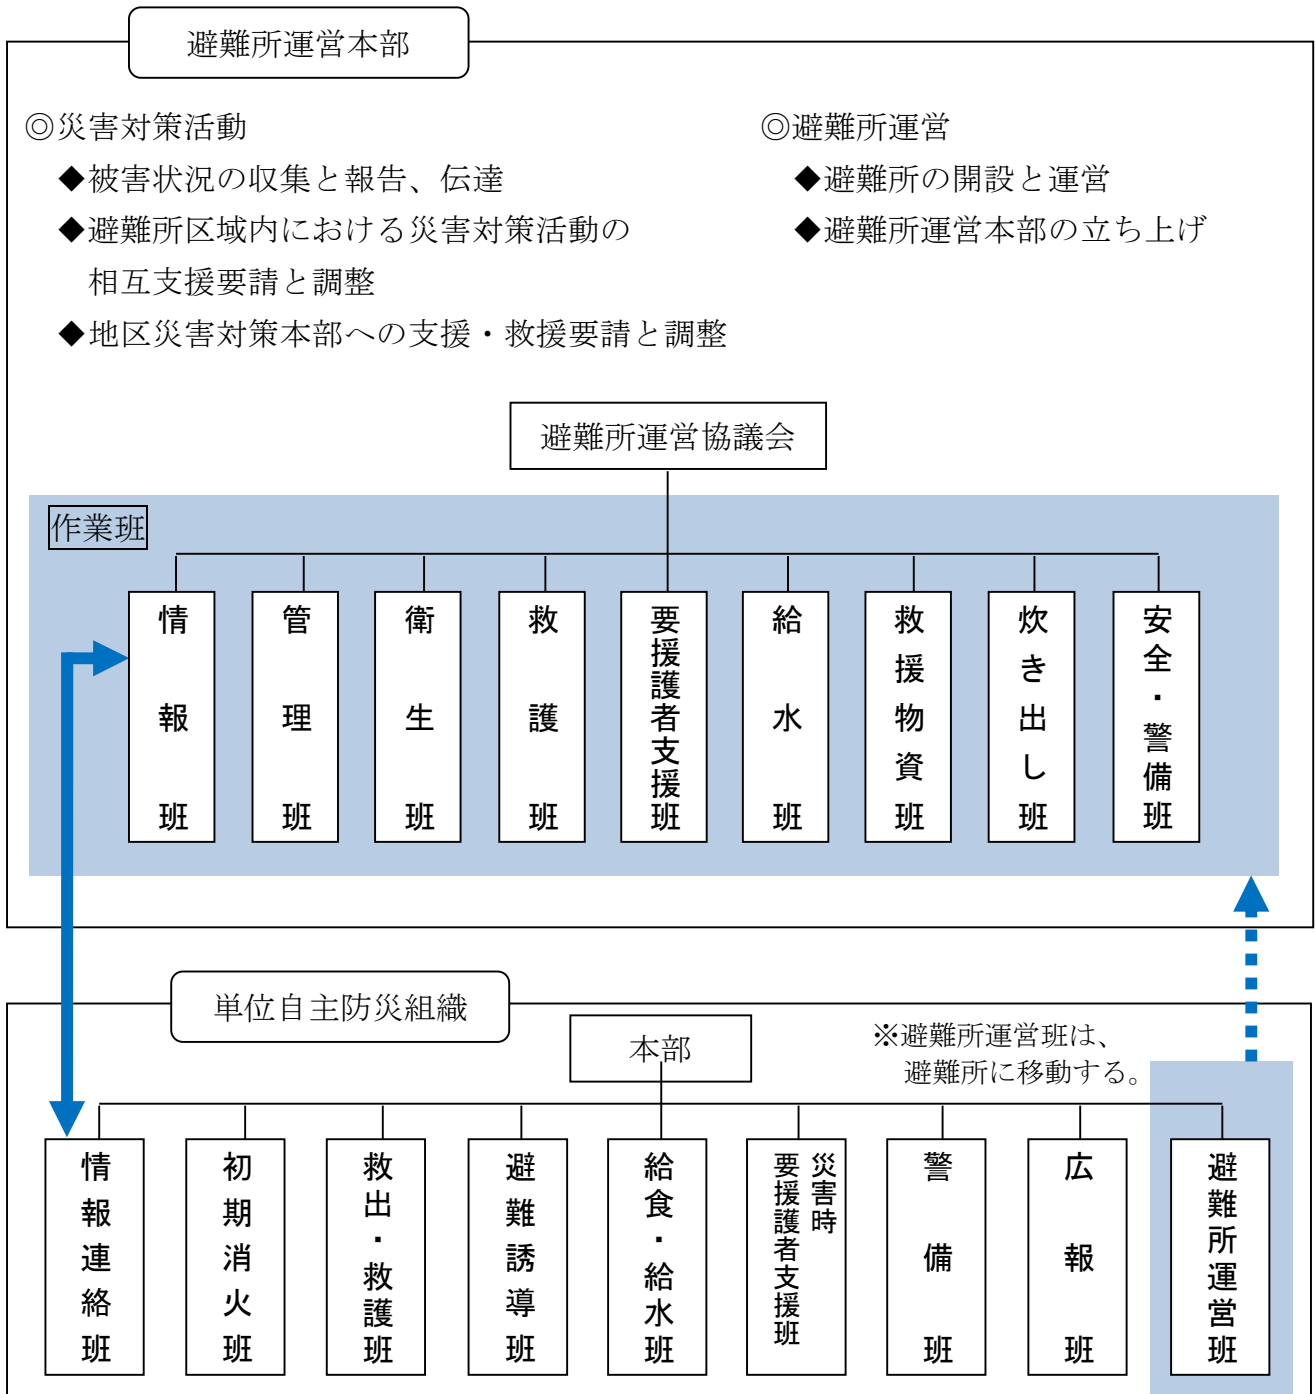 避難所運営本部
◎災害対策活動
◆被害状況の収集と報告、伝達
◆避難所区域内における災害対策活動の
相互支援要請と調整
◆地区災害対策本部への支援・救援要請と調整
◎避難所運営
◆避難所の開設と運営
◆避難所運営本部の立ち上げ
避難所運営協議会
作業班
情報班
管理班
衛生班
救護班
要援護者支援班
給水班
救援物資班
炊き出し班
安全・警備班
単位自主防災組織
本部
※避難所運営班は、
避難所に移動する。
情報連絡班
初期消火班
救出・救護班
避難誘導班
給食・給水班
災害時
要援護者支援班
警備班
広報班
避難所運営班